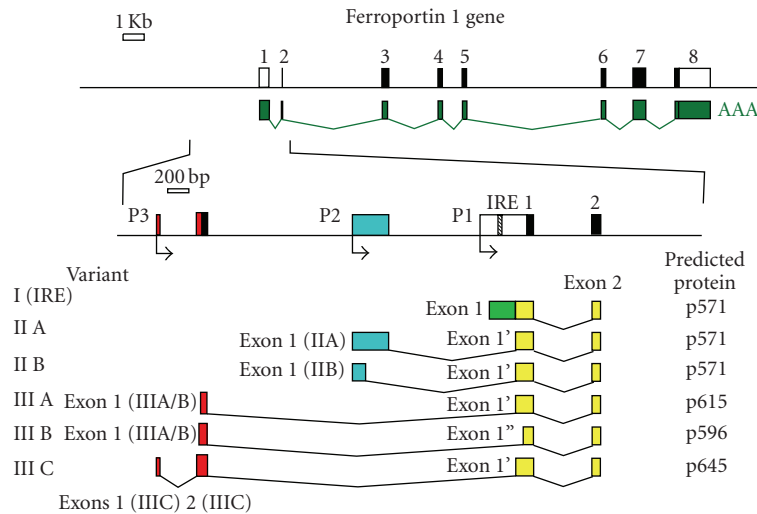 1 Kb
Ferroportin 1 gene
1 2 3 4 5 6 7 8
AAA
200 bp
P3 P2 P1 IRE 1 2
Variant
Predicted protein
Exon 2
I (IRE) Exon 1 p571
II A Exon 1 (IIA) Exon 1’ p571
II B Exon 1 (IIB) Exon 1’ p571
III A Exon 1 (IIIA/B) Exon 1’ p615
III B Exon 1 (IIIA/B) Exon 1” p596
III C Exon 1’ p645
Exons 1 (IIIC) 2 (IIIC)